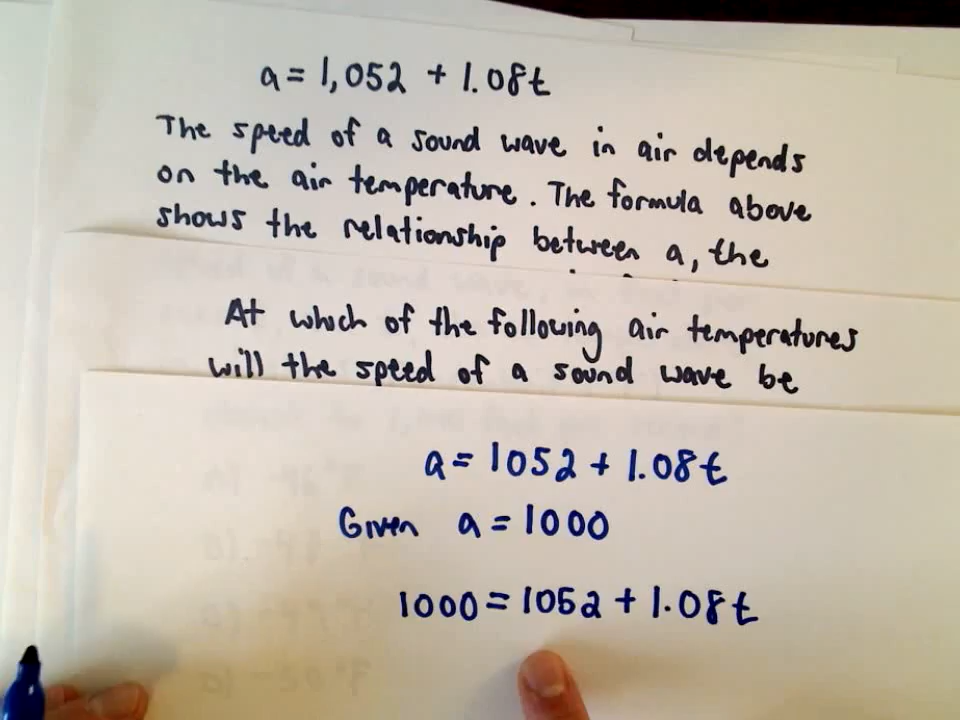 a = 1,052 + 1.08t
The speed of a sound wave in air depends
on the air temperature. The formula above
shows the relationship between a, the
At which of the following air temperatures
will the speed of a sound wave be
a = 1052 + 1.08t
Given a = 1000
1000 = 1052 + 1.08t